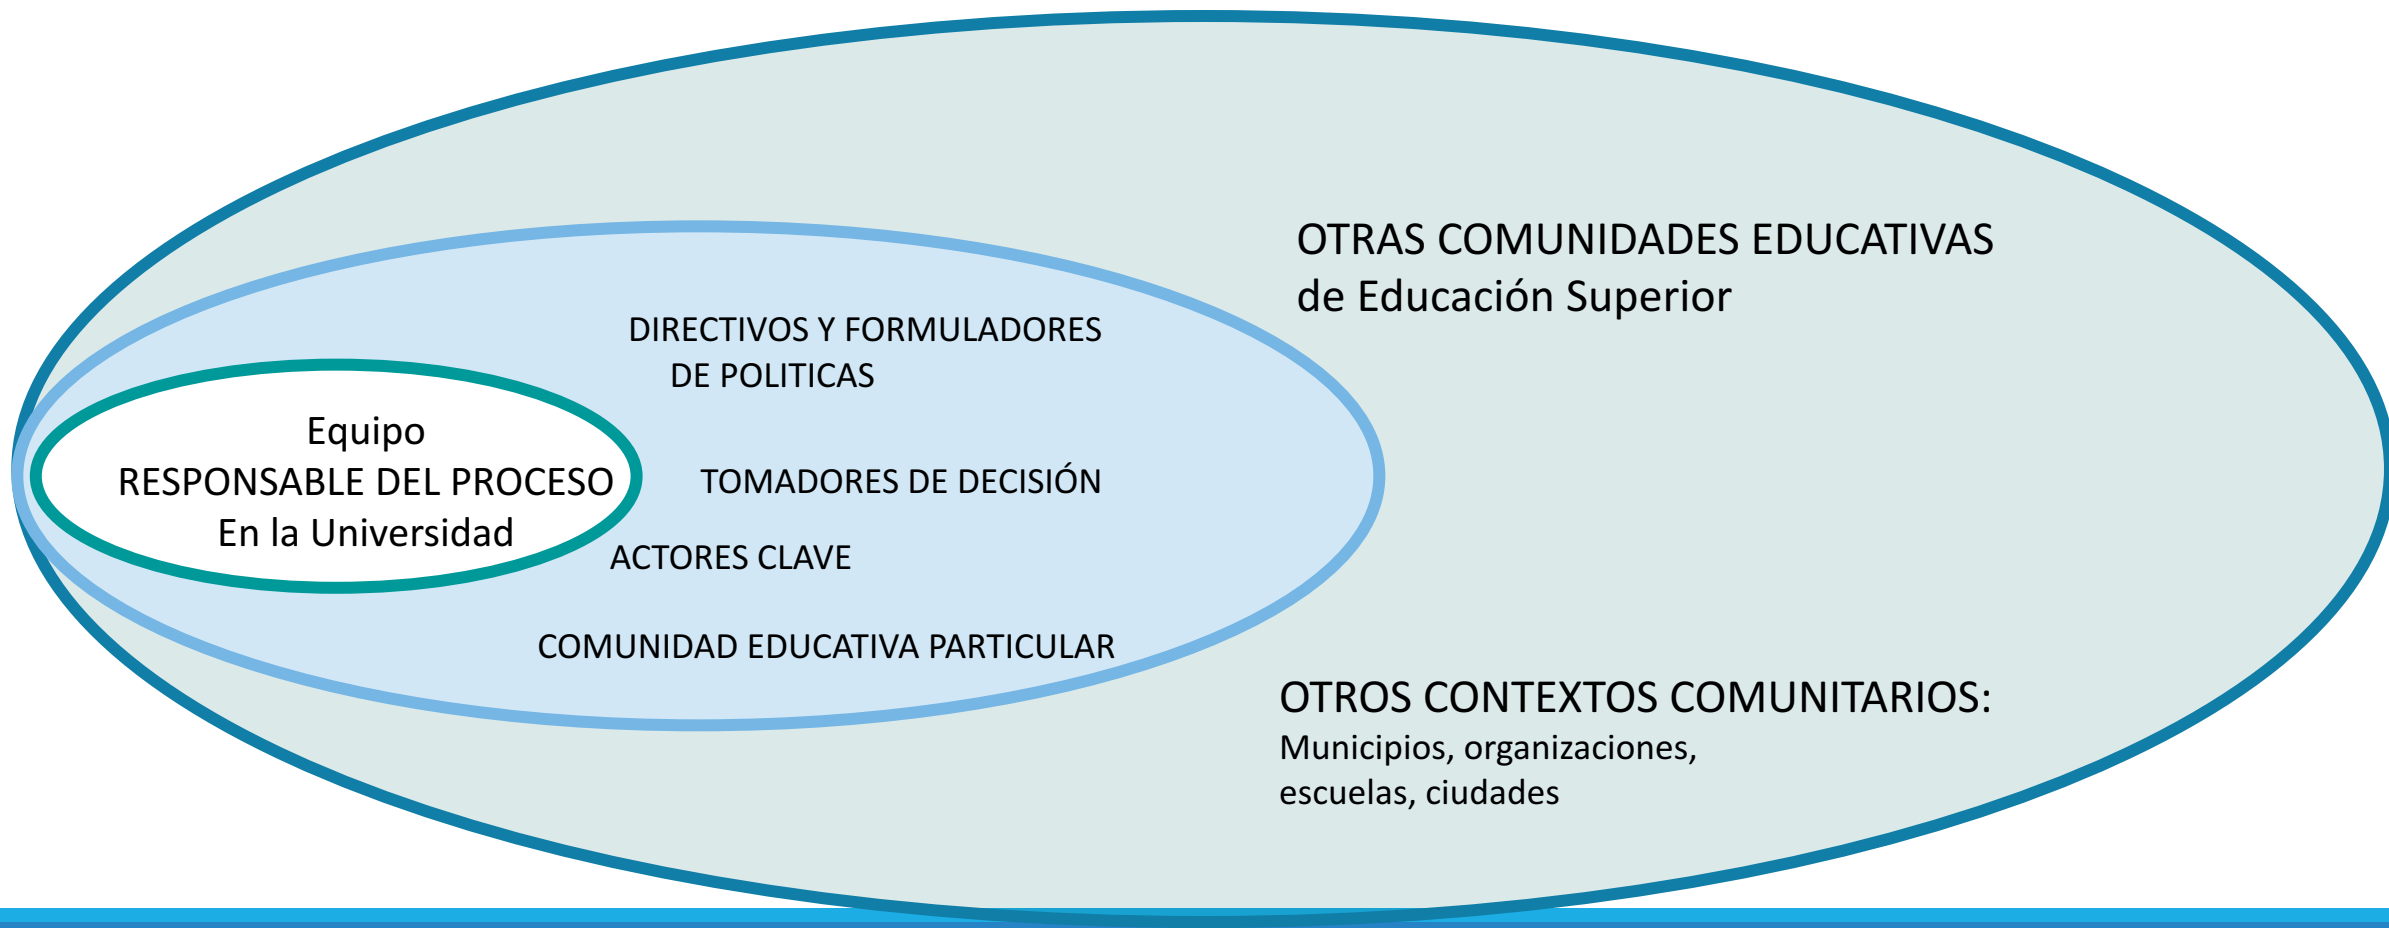 OTRAS COMUNIDADES EDUCATIVAS
de Educación Superior
DIRECTIVOS Y FORMULADORES
DE POLITICAS
Equipo
RESPONSABLE DEL PROCESO
En la Universidad
TOMADORES DE DECISIÓN
ACTORES CLAVE
COMUNIDAD EDUCATIVA PARTICULAR
OTROS CONTEXTOS COMUNITARIOS:
Municipios, organizaciones,
escuelas, ciudades